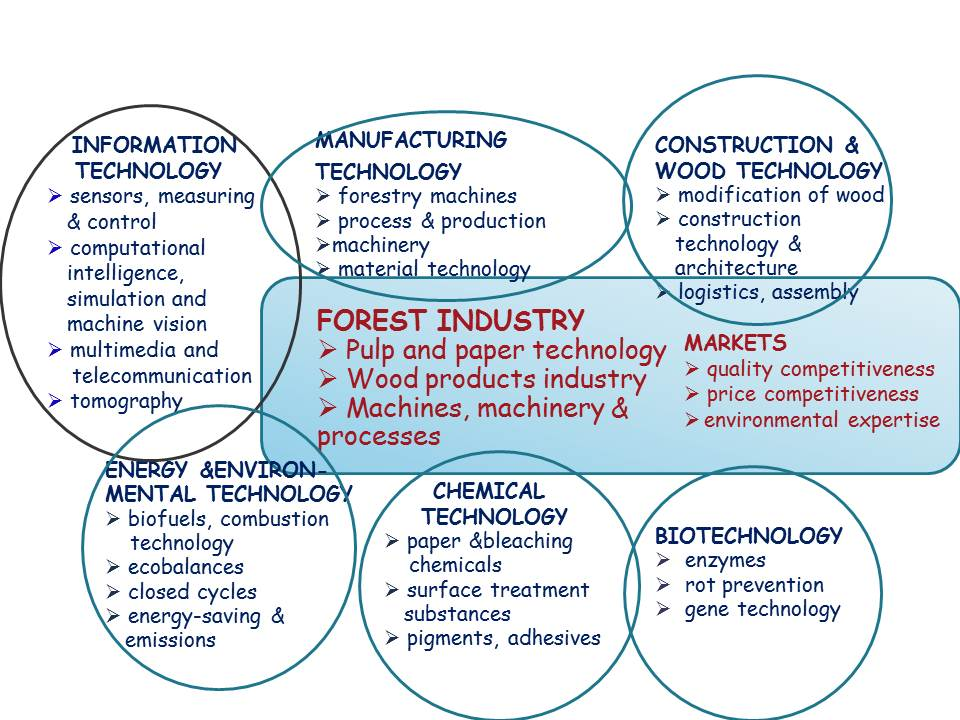 INFORMATION
TECHNOLOGY
➢ sensors, measuring
& control
➢ computational
intelligence,
simulation and
machine vision
➢ multimedia and
telecommunication
➢ tomography
MANUFACTURING
TECHNOLOGY
➢ forestry machines
➢ process & production
➢machinery
➢ material technology
CONSTRUCTION &
WOOD TECHNOLOGY
➢ modification of wood
➢ construction
technology &
architecture
➢ logistics, assembly
FOREST INDUSTRY
➢ Pulp and paper technology
➢ Wood products industry
➢ Machines, machinery &
processes
MARKETS
➢ quality competitiveness
➢ price competitiveness
➢ environmental expertise
ENERGY &ENVIRON-
MENTAL TECHNOLOGY
➢ biofuels, combustion
technology
➢ ecobalances
➢ closed cycles
➢ energy-saving &
emissions
CHEMICAL
TECHNOLOGY
➢ paper &bleaching
chemicals
➢ surface treatment
substances
➢ pigments, adhesives
BIOTECHNOLOGY
➢ enzymes
➢ rot prevention
➢ gene technology